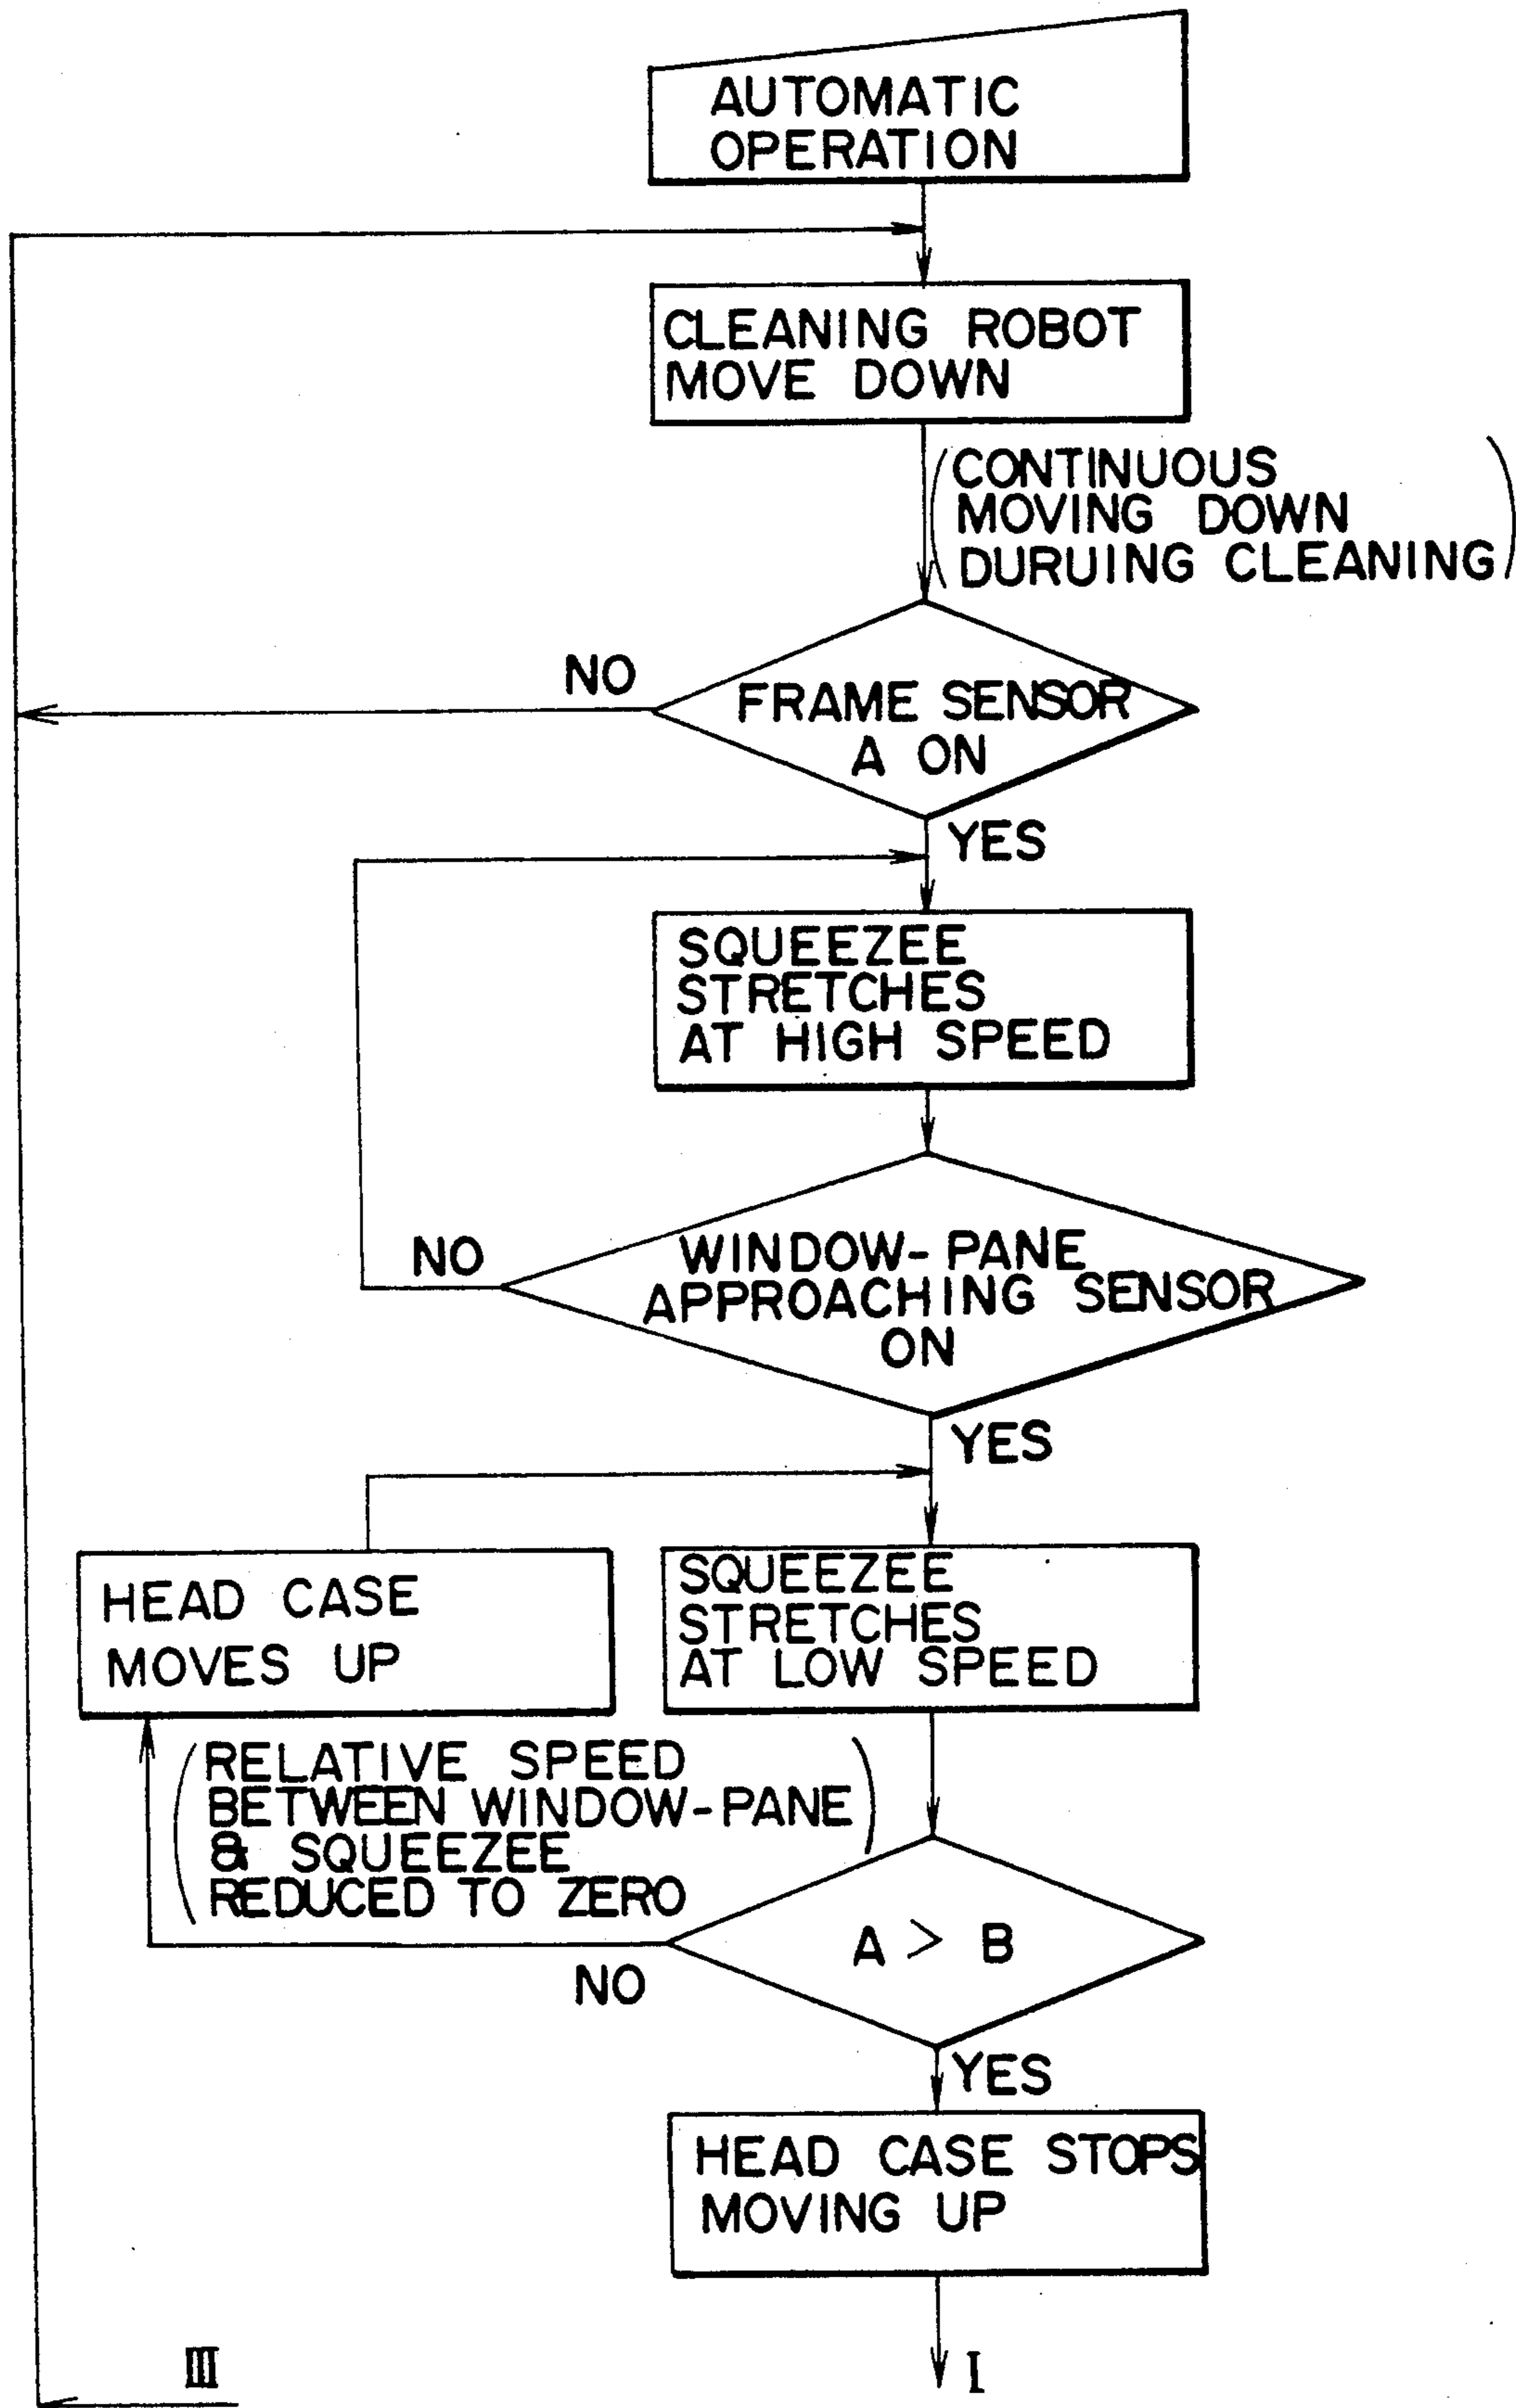 AUTOMATIC
OPERATION
CLEANING ROBOT
MOVE DOWN
(CONTINUOUS
MOVING DOWN
DURUING CLEANING)
NO
FRAME SENSOR
A ON
YES
SQUEEZEE
STRETCHES
AT HIGH SPEED
NO
WINDOW-PANE
APPROACHING SENSOR
ON
YES
HEAD CASE
MOVES UP
SQUEEZEE
STRETCHES
AT LOW SPEED
(RELATIVE SPEED
BETWEEN WINDOW-PANE
& SQUEEZEE
REDUCED TO ZERO)
A > B
NO
YES
HEAD CASE STOPS
MOVING UP
III
I